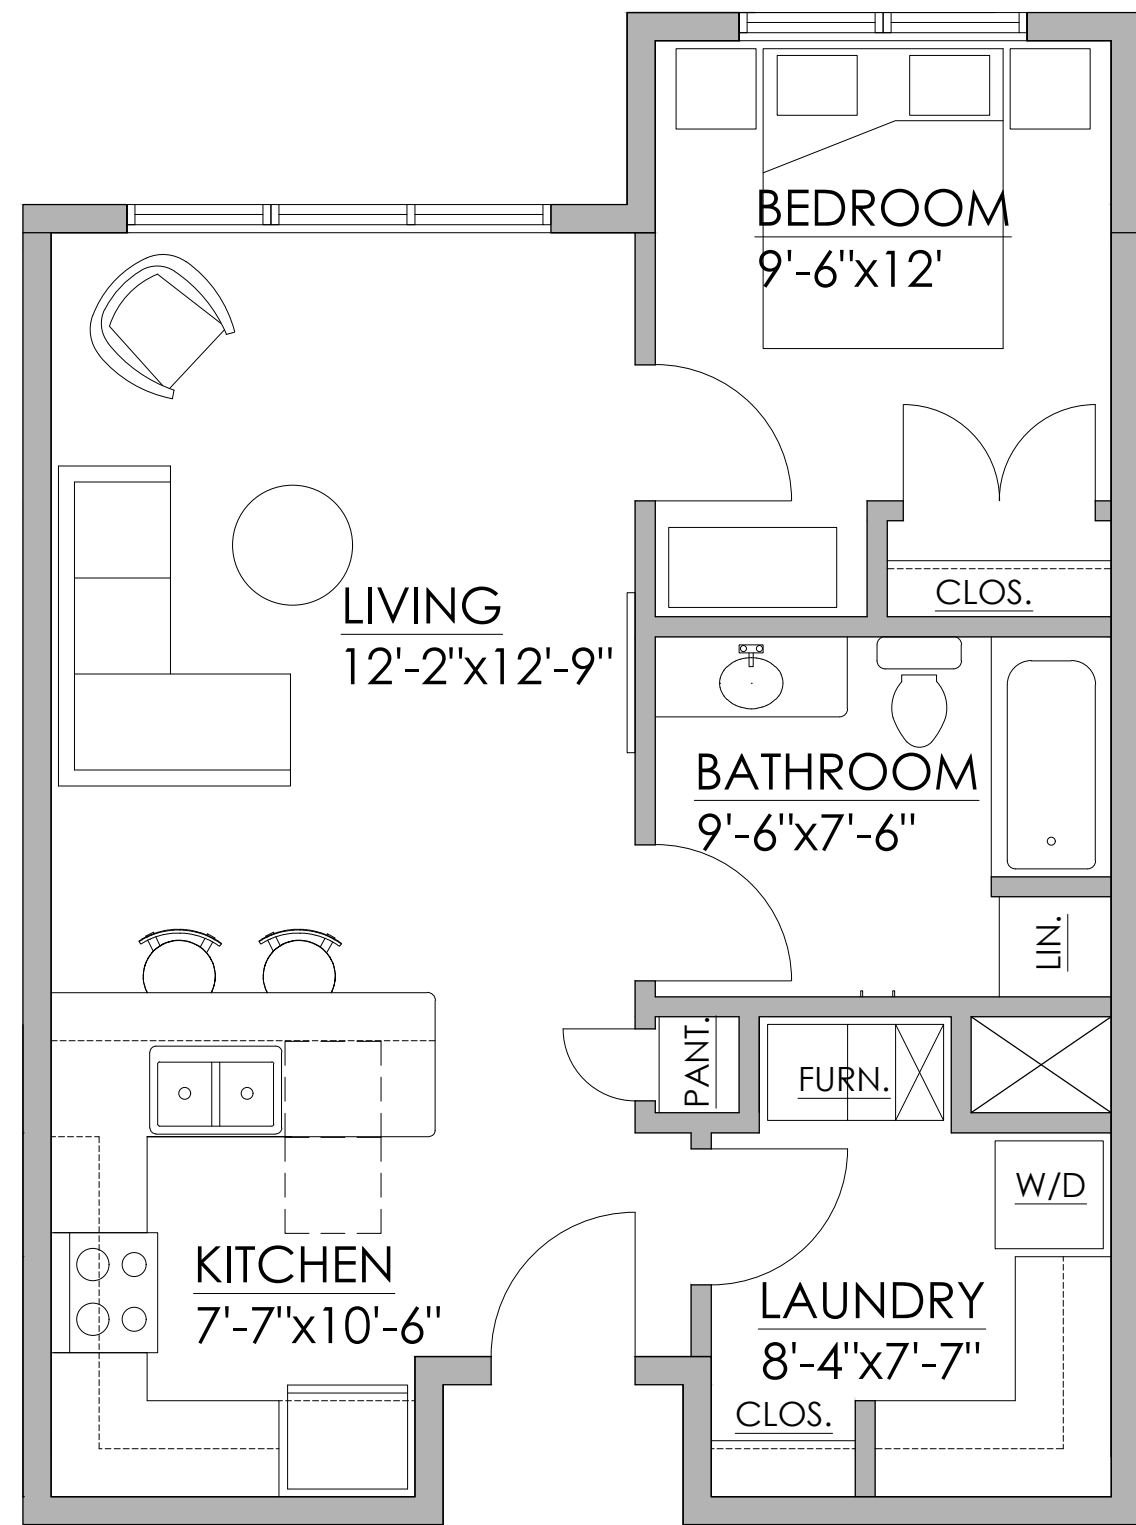 BEDROOM
9'-6"x12'
CLOS.
LIVING
12'-2"x12'-9"
BATHROOM
9'-6"x7'-6"
LIN.
PANT.
FURN.
W/D
KITCHEN
7'-7"x10'-6"
LAUNDRY
8'-4"x7'-7"
CLOS.